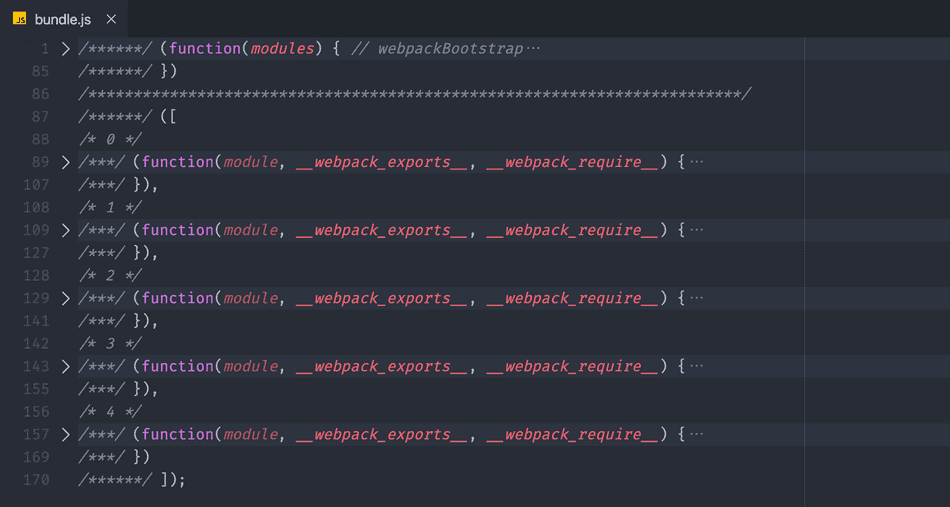 JS bundle.js ×
1 > /******/ (function(modules) { // webpackBootstrap···
85 /******/ })
86 /************************************************************************/
87 /******/ ([
88 /* 0 */
89 > /***/ (function(module, __webpack_exports__, __webpack_require__) {···
107 /***/ }),
108 /* 1 */
109 > /***/ (function(module, __webpack_exports__, __webpack_require__) {···
127 /***/ }),
128 /* 2 */
129 > /***/ (function(module, __webpack_exports__, __webpack_require__) {···
141 /***/ }),
142 /* 3 */
143 > /***/ (function(module, __webpack_exports__, __webpack_require__) {···
155 /***/ }),
156 /* 4 */
157 > /***/ (function(module, __webpack_exports__, __webpack_require__) {···
169 /***/ })
170 /******/ ]);